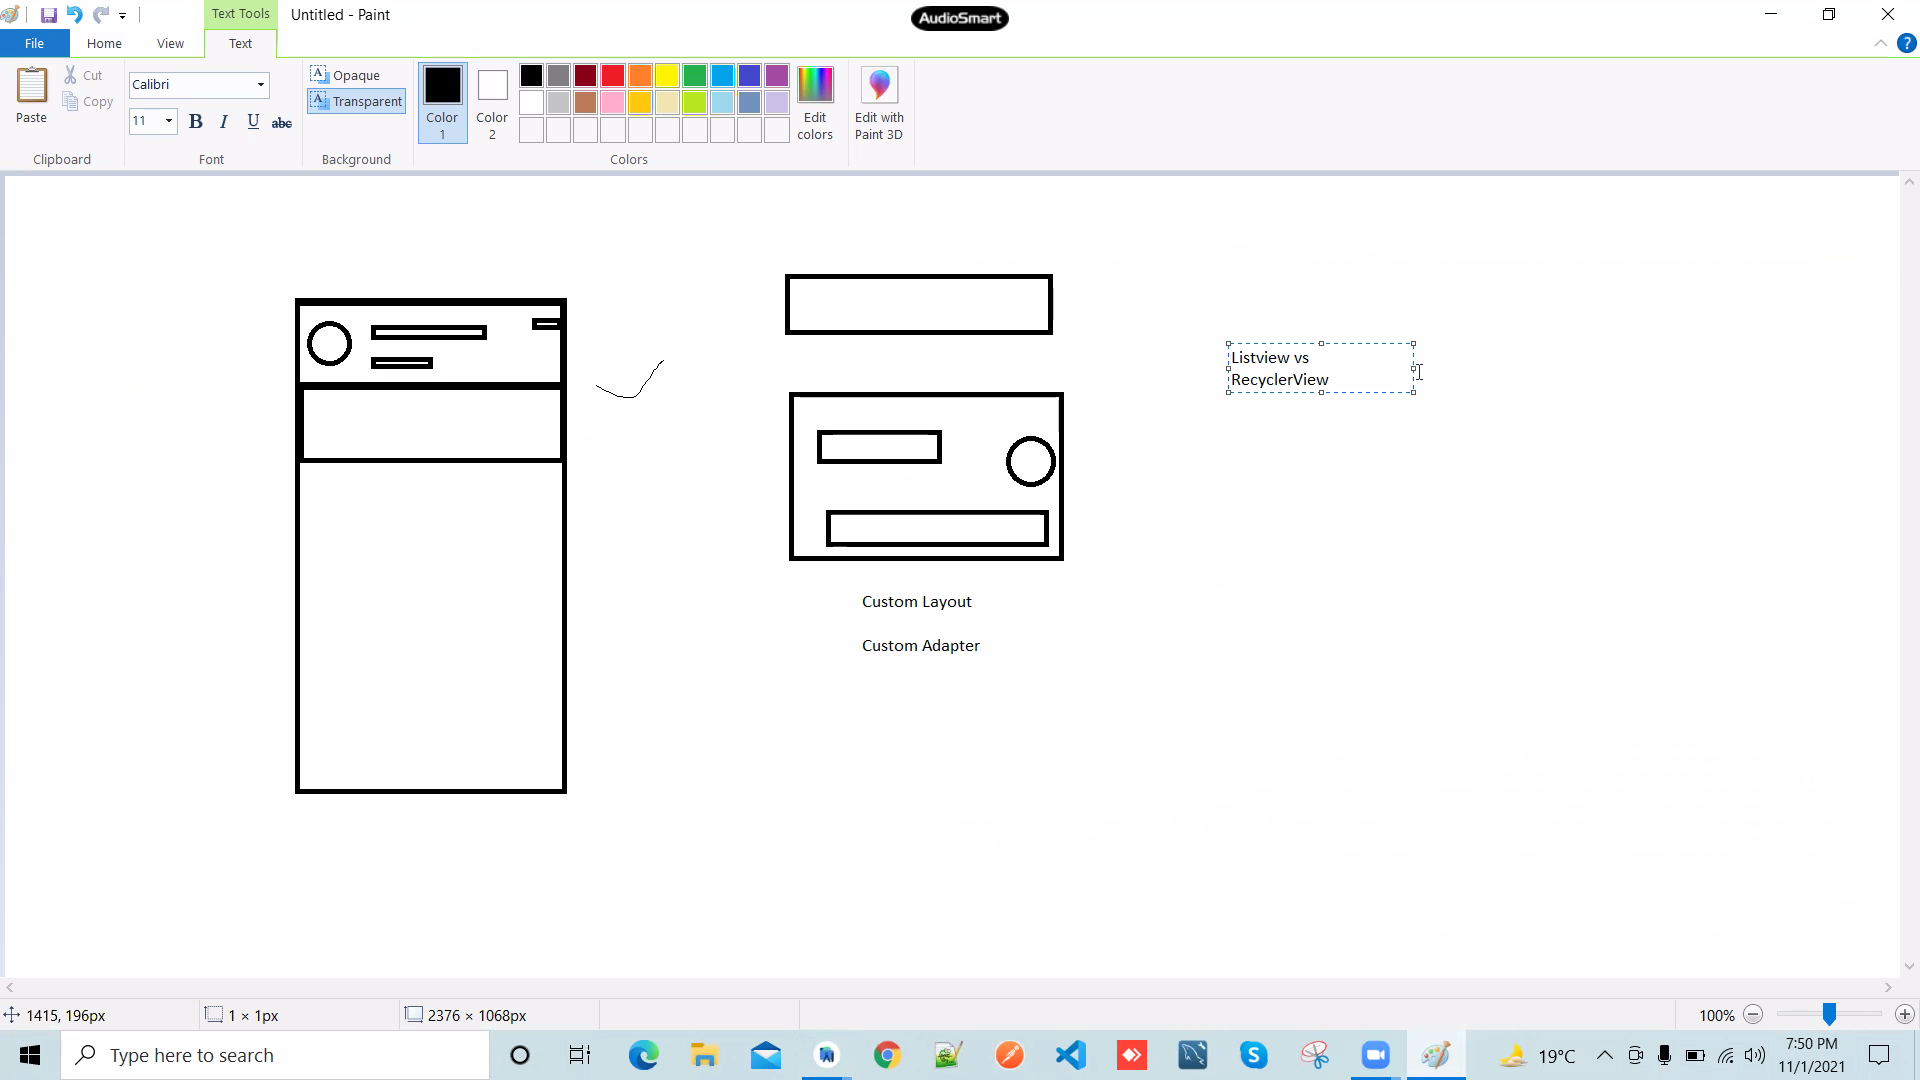 Text Tools
Untitled - Paint
AudioSmart
File
Home
View
Text
?
Paste
Cut
Copy
Clipboard
Calibri
11
B
I
U
abc
Font
A Opaque
A Transparent
Background
Color
1
Color
2
Edit
colors
Colors
Edit with
Paint 3D
Listview vs
RecyclerView
Custom Layout
Custom Adapter
1415, 196px
1 × 1px
2376 × 1068px
100%
Type here to search
19°C
7:50 PM
11/1/2021